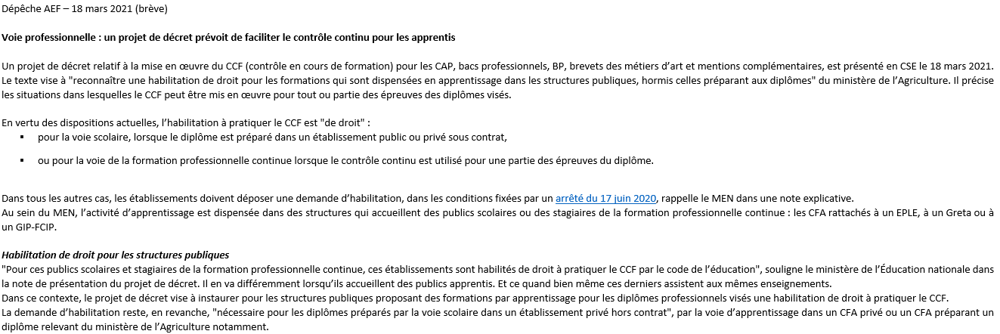 Dépêche AEF – 18 mars 2021 (brève)
Voie professionnelle : un projet de décret prévoit de faciliter le contrôle continu pour les apprentis
Un projet de décret relatif à la mise en œuvre du CCF (contrôle en cours de formation) pour les CAP, bacs professionnels, BP, brevets des métiers d’art et mentions complémentaires, est présenté en CSE le 18 mars 2021.
Le texte vise à "reconnaître une habilitation de droit pour les formations qui sont dispensées en apprentissage dans les structures publiques, hormis celles préparant aux diplômes" du ministère de l’Agriculture. Il précise
les situations dans lesquelles le CCF peut être mis en œuvre pour tout ou partie des épreuves des diplômes visés.
En vertu des dispositions actuelles, l’habilitation à pratiquer le CCF est "de droit" :
▪ pour la voie scolaire, lorsque le diplôme est préparé dans un établissement public ou privé sous contrat,
▪ ou pour la voie de la formation professionnelle continue lorsque le contrôle continu est utilisé pour une partie des épreuves du diplôme.
Dans tous les autres cas, les établissements doivent déposer une demande d’habilitation, dans les conditions fixées par un arrêté du 17 juin 2020, rappelle le MEN dans une note explicative.
Au sein du MEN, l’activité d’apprentissage est dispensée dans des structures qui accueillent des publics scolaires ou des stagiaires de la formation professionnelle continue : les CFA rattachés à un EPLE, à un Greta ou à
un GIP-FCIP.
Habilitation de droit pour les structures publiques
"Pour ces publics scolaires et stagiaires de la formation professionnelle continue, ces établissements sont habilités de droit à pratiquer le CCF par le code de l’éducation", souligne le ministère de l’Éducation nationale dans
la note de présentation du projet de décret. Il en va différemment lorsqu’ils accueillent des publics apprentis. Et ce quand bien même ces derniers assistent aux mêmes enseignements.
Dans ce contexte, le projet de décret vise à instaurer pour les structures publiques proposant des formations par apprentissage pour les diplômes professionnels visés une habilitation de droit à pratiquer le CCF.
La demande d’habilitation reste, en revanche, "nécessaire pour les diplômes préparés par la voie scolaire dans un établissement privé hors contrat", par la voie d’apprentissage dans un CFA privé ou un CFA préparant un
diplôme relevant du ministère de l’Agriculture notamment.